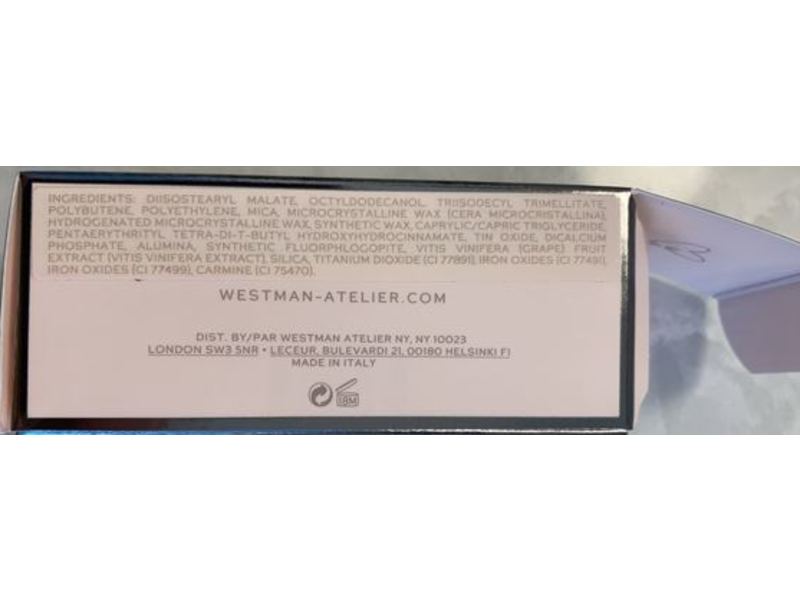 INGREDIENTS: DIISOSTEARYL MALATE, OCTYLDODECANOL, TRIISODECYL TRIMELLITATE,
POLYBUTENE, POLYETHYLENE, MICA, MICROCRYSTALLINE WAX (CERA MICROCRISTALLINA),
HYDROGENATED MICROCRYSTALLINE WAX, SYNTHETIC WAX, CAPRYLIC/CAPRIC TRIGLYCERIDE,
PENTAERYTHRITYL TETRA-DI-T-BUTYL HYDROXYHYDROCINNAMATE, TIN OXIDE, DICALCIUM
PHOSPHATE, ALUMINA, SYNTHETIC FLUORPHLOGOPITE, VITIS VINIFERA (GRAPE) FRUIT
EXTRACT (VITIS VINIFERA EXTRACT), SILICA, TITANIUM DIOXIDE (CI 77891), IRON OXIDES (CI 77491),
IRON OXIDES (CI 77499), CARMINE (CI 75470).
WESTMAN-ATELIER.COM
DIST. BY/PAR WESTMAN ATELIER NY, NY 10023
LONDON SW3 5NR • LECEUR, BULEVARDI 21, 00180 HELSINKI FI
MADE IN ITALY
18M